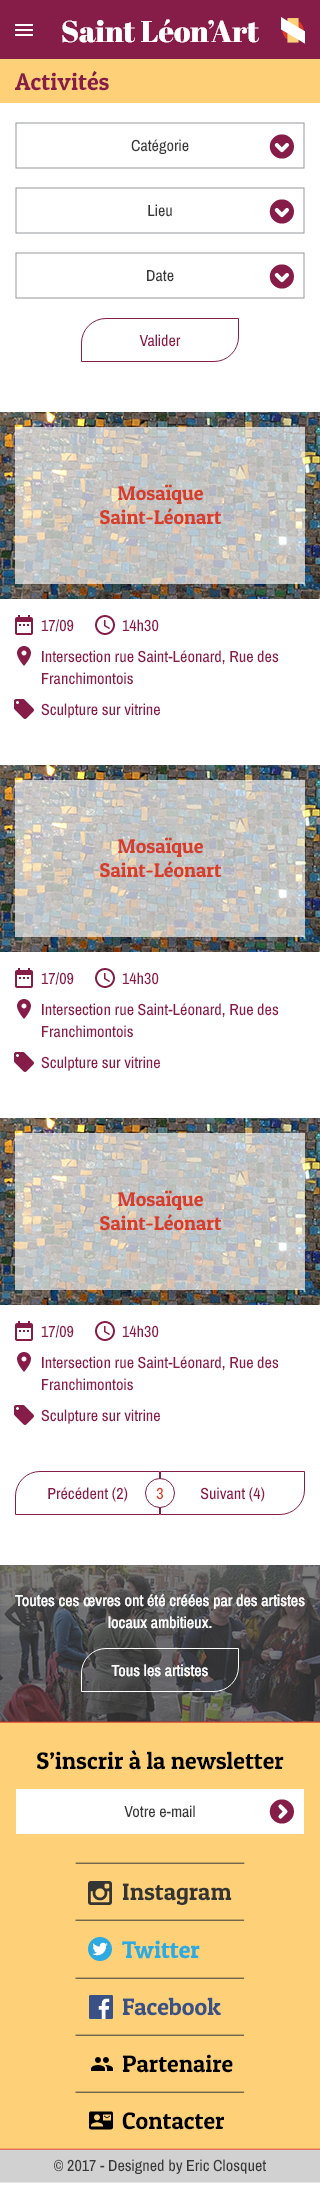 Saint Léon’Art
Activités
Catégorie
Lieu
Date
Valider
Mosaïque
Saint-Léonart
17/09 14h30
Intersection rue Saint-Léonard, Rue des
Franchimontois
Sculpture sur vitrine
Mosaïque
Saint-Léonart
17/09 14h30
Intersection rue Saint-Léonard, Rue des
Franchimontois
Sculpture sur vitrine
Mosaïque
Saint-Léonart
17/09 14h30
Intersection rue Saint-Léonard, Rue des
Franchimontois
Sculpture sur vitrine
Précédent (2) 3 Suivant (4)
Toutes ces œvres ont été créées par des artistes
locaux ambitieux.
Tous les artistes
S’inscrir à la newsletter
Votre e-mail
Instagram
Twitter
Facebook
Partenaire
Contacter
© 2017 - Designed by Eric Closquet